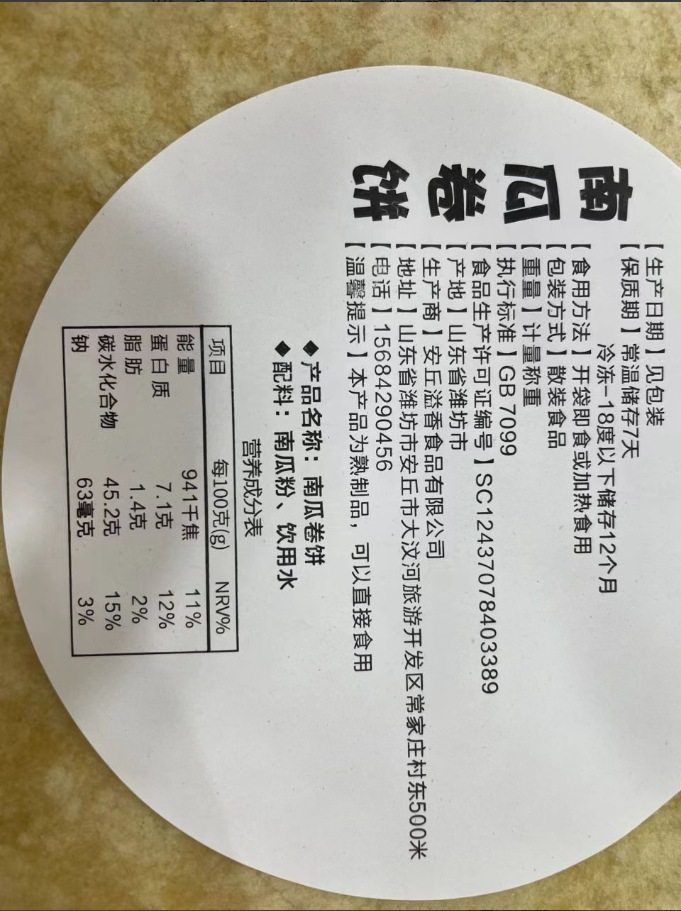 南瓜卷饼
【生产日期】见包装
【保质期】常温储存7天
冷冻-18度以下储存12个月
【食用方法】开袋即食或加热食用
【包装方式】散装食品
【重量】计量称重
【执行标准】GB 7099
【食品生产许可证编号】SC12437078403389
【产地】山东省潍坊市
【生产商】安丘溢香食品有限公司
【地址】山东省潍坊市安丘市大汶河旅游开发区常家庄村东500米
【电话】15684290456
【温馨提示】本产品为熟制品，可以直接食用
◆产品名称：南瓜卷饼
◆配料：南瓜粉、饮用水
营养成分表
项目 每100克(g) NRV%
能量 941千焦 11%
蛋白质 7.1克 12%
脂肪 1.4克 2%
碳水化合物 45.2克 15%
钠 63毫克 3%